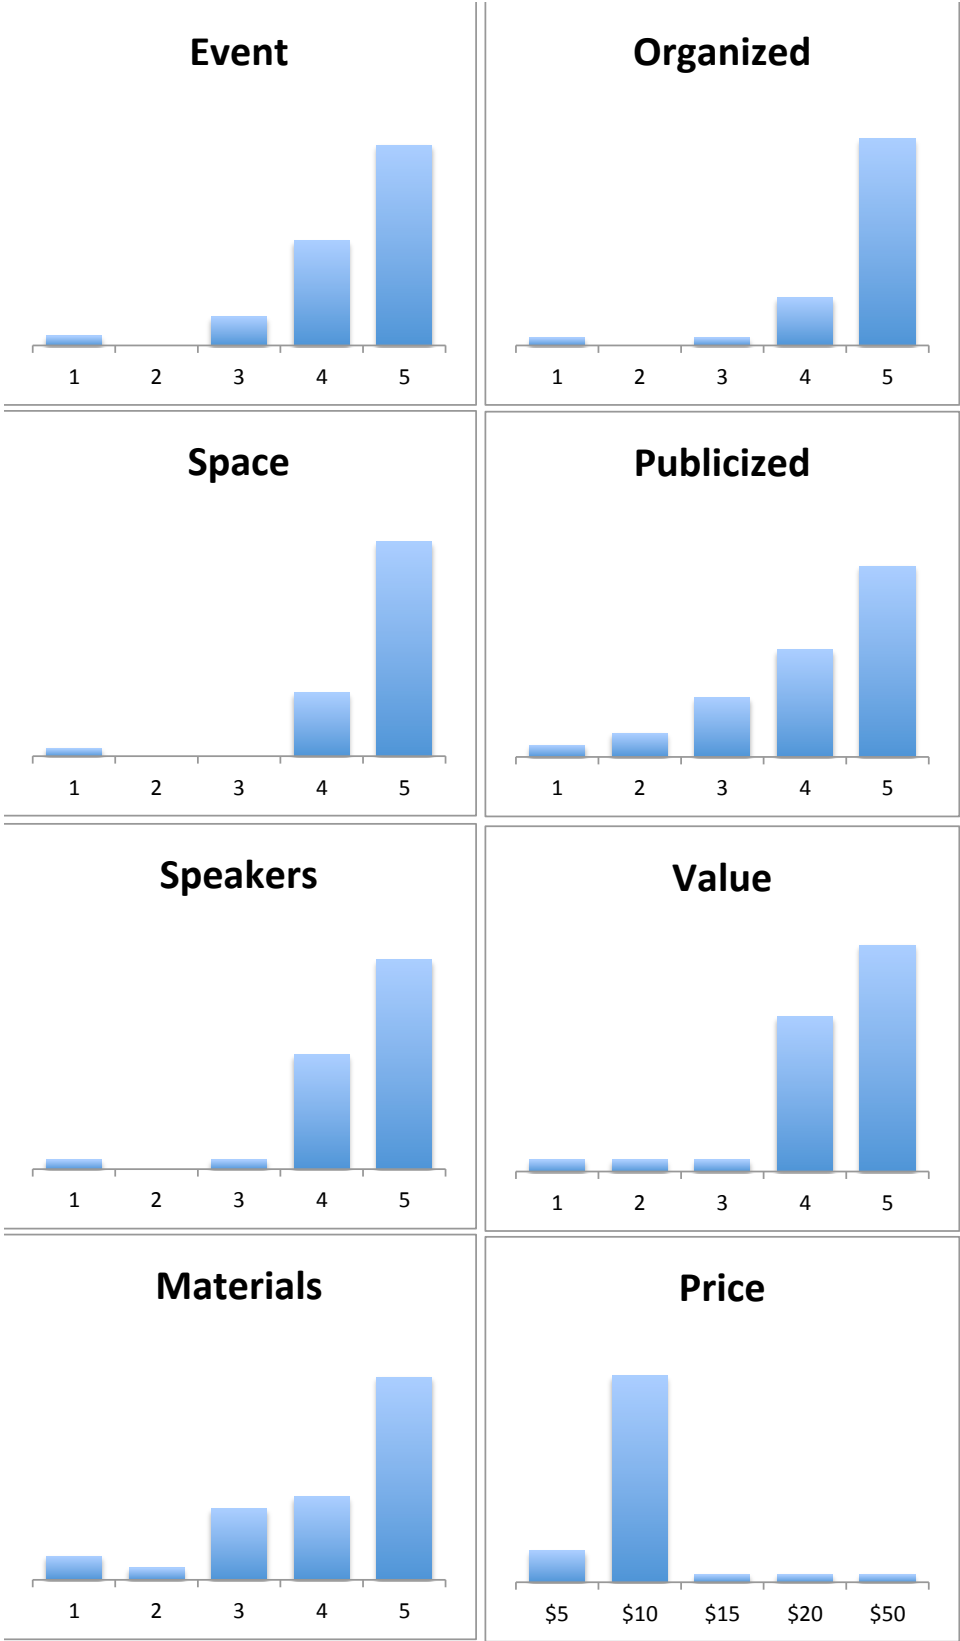 Event
1 2 3 4 5
Organized
1 2 3 4 5
Space
1 2 3 4 5
Publicized
1 2 3 4 5
Speakers
1 2 3 4 5
Value
1 2 3 4 5
Materials
1 2 3 4 5
Price
$5 $10 $15 $20 $50